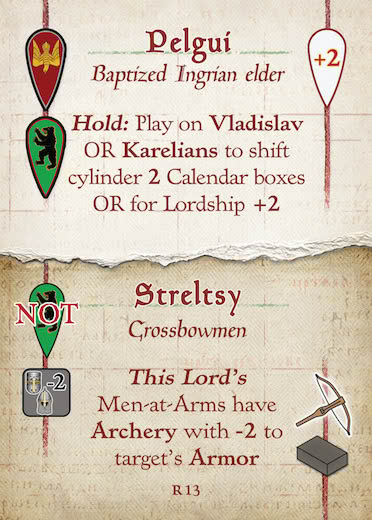 Pelgui
+2
Baptized Ingrian elder
Hold: Play on Vladislav
OR Karelians to shift
cylinder 2 Calendar boxes
OR for Lordship +2
Streltsy
NOT
Crossbowmen
-2
This Lord's
Men-at-Arms have
Archery with -2 to
target's Armor
R13